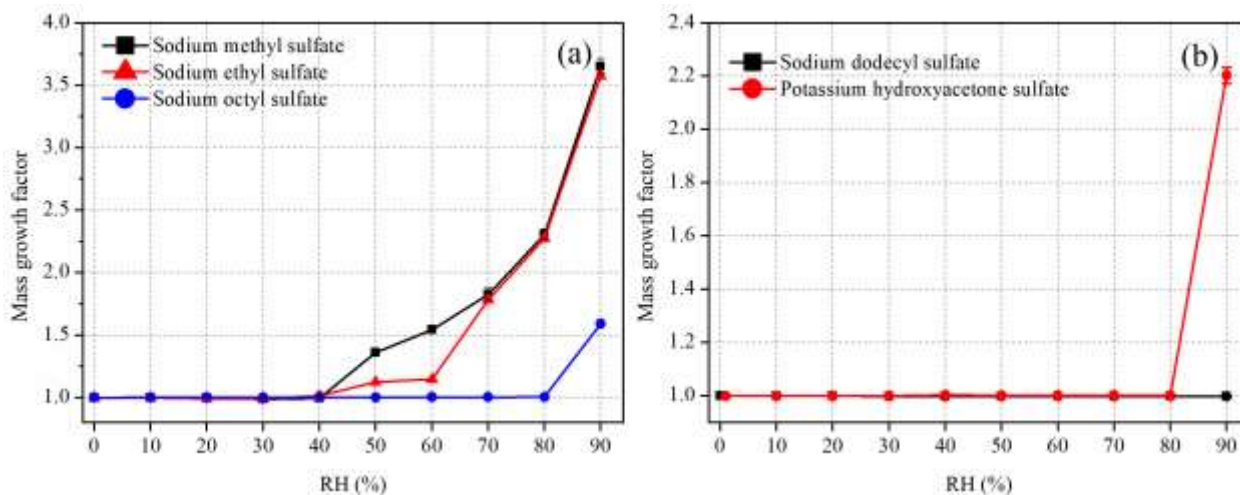 4.0
3.5
3.0
2.5
2.0
1.5
1.0
Mass growth factor
Sodium methyl sulfate
Sodium ethyl sulfate
Sodium octyl sulfate
(a)
0 10 20 30 40 50 60 70 80 90
RH (%)
2.4
2.2
2.0
1.8
1.6
1.4
1.2
1.0
Mass growth factor
Sodium dodecyl sulfate
Potassium hydroxyacetone sulfate
(b)
0 10 20 30 40 50 60 70 80 90
RH (%)